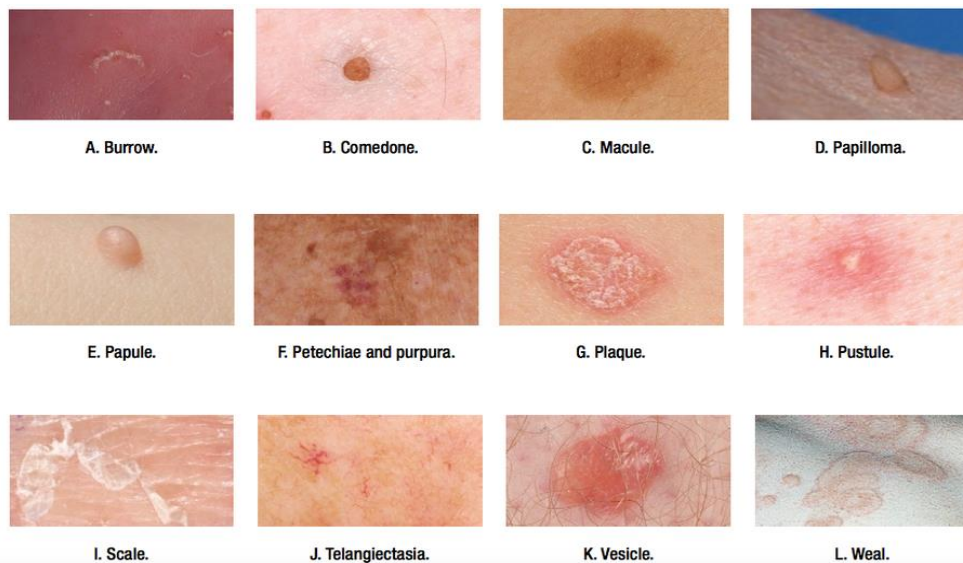 A. Burrow.
B. Comedone.
C. Macule.
D. Papilloma.
E. Papule.
F. Petechiae and purpura.
G. Plaque.
H. Pustule.
I. Scale.
J. Telangiectasia.
K. Vesicle.
L. Weal.